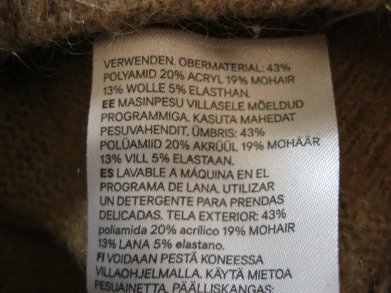 VERWENDEN. OBERMATERIAL: 43%
POLYAMID 20% ACRYL 19% MOHAIR
13% WOLLE 5% ELASTHAN.
EE MASINPESU VILLASELE MÕELDUD
PROGRAMMIGA. KASUTA MAHEDAT
PESUVAHENDIT. ÜMBRIS: 43%
POLÜAMIID 20% AKRÜÜL 19% MOHÄÄR
13% VILL 5% ELASTAAN.
ES LAVABLE A MÁQUINA EN EL
PROGRAMA DE LANA. UTILIZAR
UN DETERGENTE PARA PRENDAS
DELICADAS. TELA EXTERIOR: 43%
poliamida 20% acrílico 19% MOHAIR
13% LANA 5% elastano.
FI VOIDAAN PESTÄ KONEESSA
VILLAOHJELMALLA. KÄYTÄ MIETOA
PESUAINETTA. PÄÄLLISKANGAS: